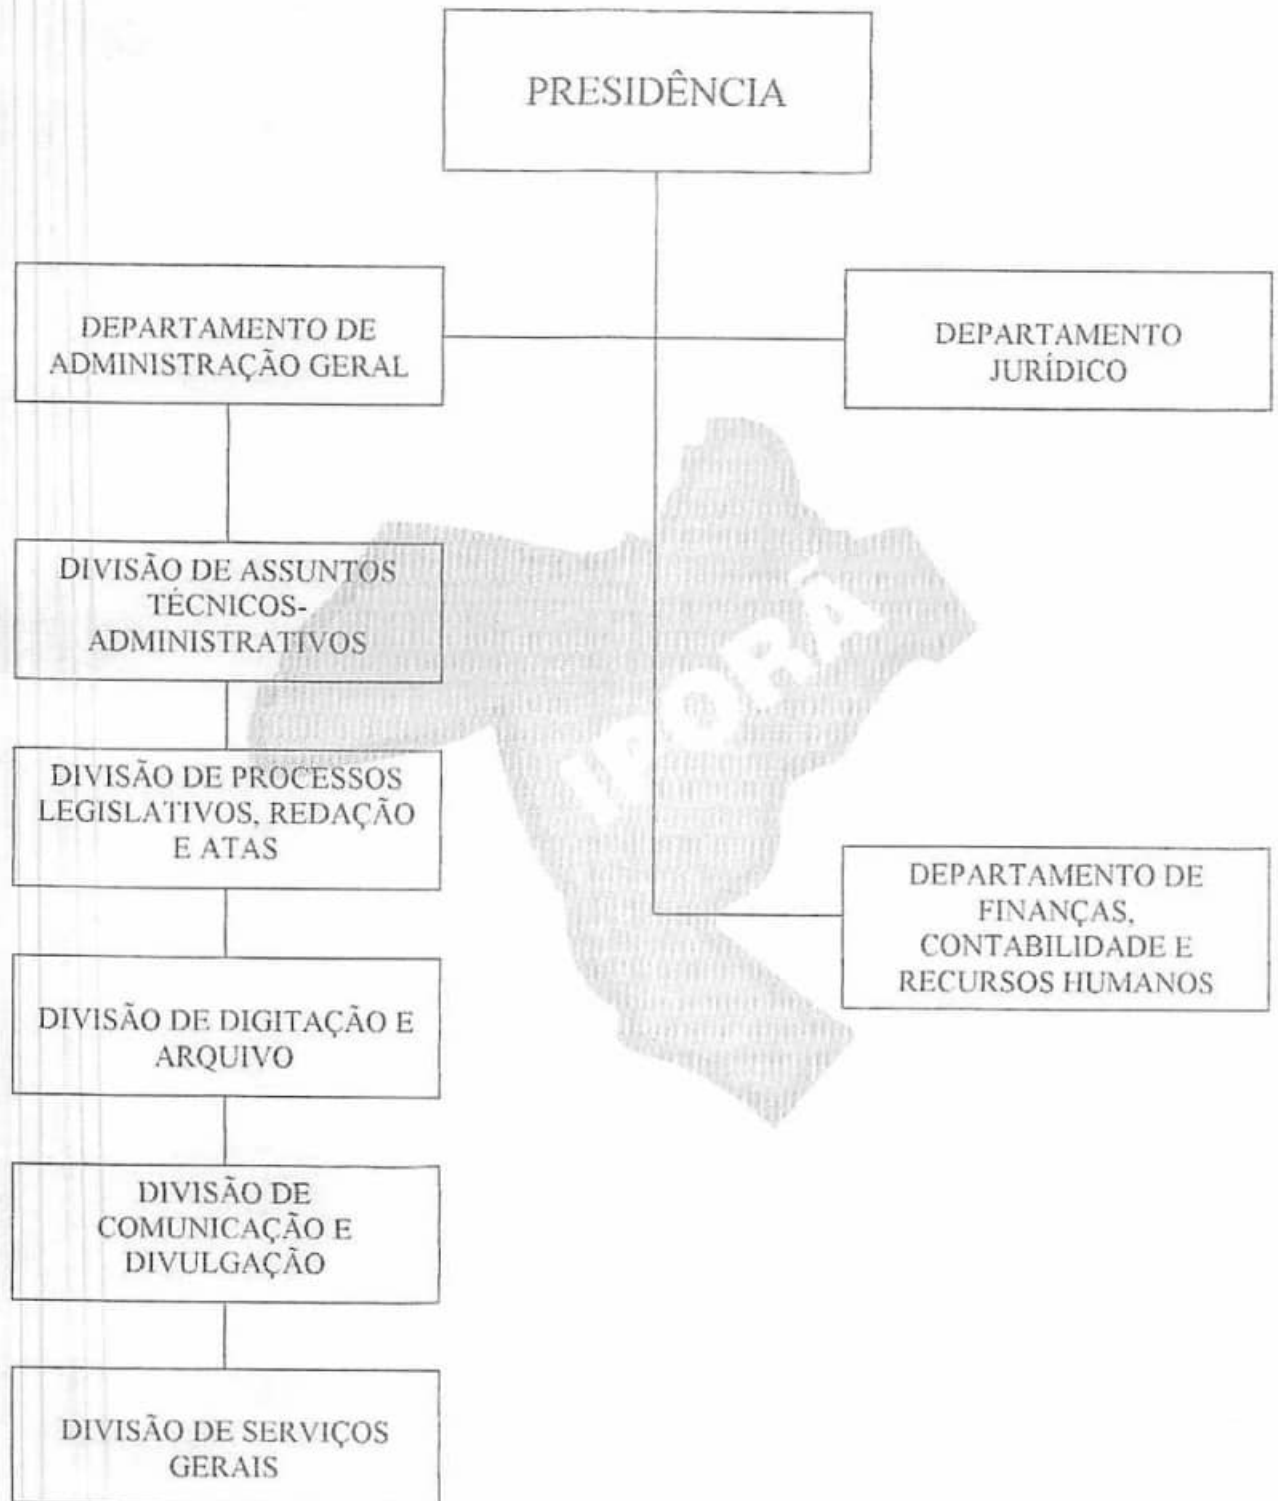 PRESIDÊNCIA
DEPARTAMENTO DE
ADMINISTRAÇÃO GERAL
DEPARTAMENTO
JURÍDICO
DIVISÃO DE ASSUNTOS
TÉCNICOS-
ADMINISTRATIVOS
IPORÃ
DIVISÃO DE PROCESSOS
LEGISLATIVOS, REDAÇÃO
E ATAS
DEPARTAMENTO DE
FINANÇAS,
CONTABILIDADE E
RECURSOS HUMANOS
DIVISÃO DE DIGITAÇÃO E
ARQUIVO
DIVISÃO DE
COMUNICAÇÃO E
DIVULGAÇÃO
DIVISÃO DE SERVIÇOS
GERAIS